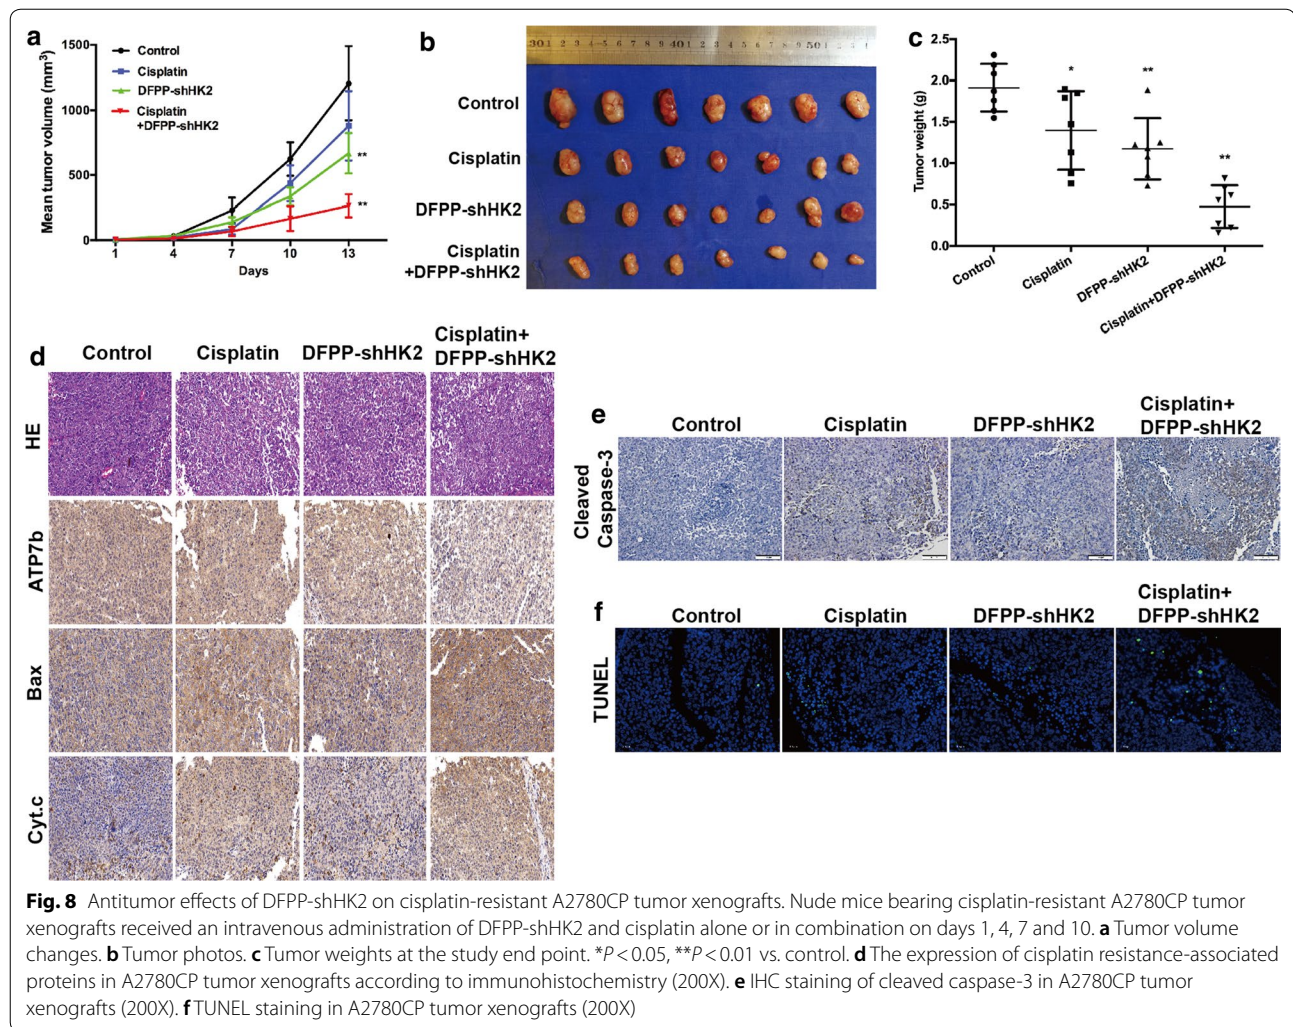 a
Mean tumor volume (mm³)
1500
1000
500
0
1 4 7 10 13
Days
Control
Cisplatin
DFPP-shHK2
Cisplatin
+DFPP-shHK2
**
**
b
Control
Cisplatin
DFPP-shHK2
Cisplatin
+DFPP-shHK2
c
Tumor weight (g)
2.5
2.0
1.5
1.0
0.5
0.0
*
**
**
Control
Cisplatin
DFPP-shHK2
Cisplatin+DFPP-shHK2
d
Control Cisplatin DFPP-shHK2 Cisplatin+
DFPP-shHK2
HE
ATP7b
Bax
Cyt.c
e
Control Cisplatin DFPP-shHK2 Cisplatin+
DFPP-shHK2
Cleaved
Caspase-3
f
Control Cisplatin DFPP-shHK2 Cisplatin+
DFPP-shHK2
TUNEL
Fig. 8 Antitumor effects of DFPP-shHK2 on cisplatin-resistant A2780CP tumor xenografts. Nude mice bearing cisplatin-resistant A2780CP tumor
xenografts received an intravenous administration of DFPP-shHK2 and cisplatin alone or in combination on days 1, 4, 7 and 10. a Tumor volume
changes. b Tumor photos. c Tumor weights at the study end point. *P < 0.05, **P < 0.01 vs. control. d The expression of cisplatin resistance-associated
proteins in A2780CP tumor xenografts according to immunohistochemistry (200X). e IHC staining of cleaved caspase-3 in A2780CP tumor
xenografts (200X). f TUNEL staining in A2780CP tumor xenografts (200X)